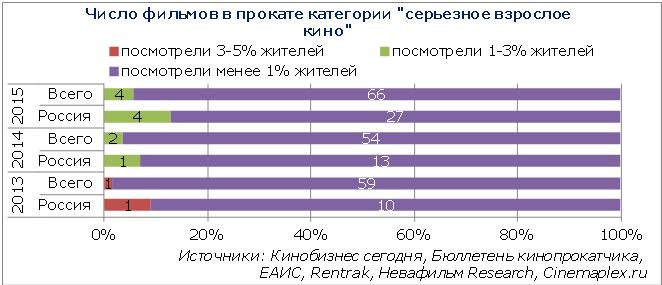 Число фильмов в прокате категории "серьезное взрослое
кино"
посмотрели 3-5% жителей
посмотрели 1-3% жителей
посмотрели менее 1% жителей
2015
Всего
4
66
Россия
4
27
2014
Всего
2
54
Россия
1
13
2013
Всего
1
59
Россия
1
10
0%
20%
40%
60%
80%
100%
Источники: Кинобизнес сегодня, Бюллетень кинопрокатчика,
ЕАИС, Rentrak, Невафильм Research, Cinemaplex.ru